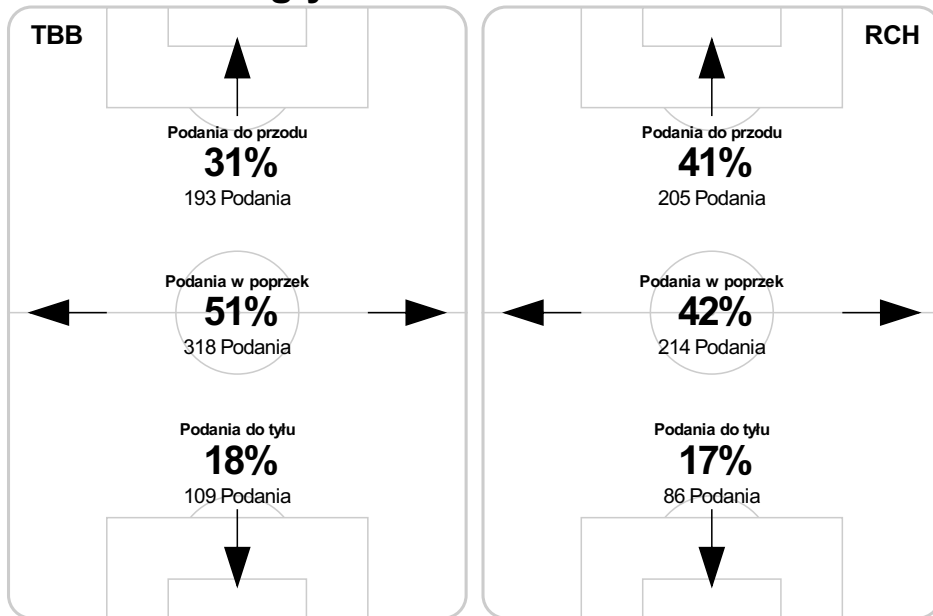 TBB
Podania do przodu
31%
193 Podania
Podania w poprzek
51%
318 Podania
Podania do tyłu
18%
109 Podania
RCH
Podania do przodu
41%
205 Podania
Podania w poprzek
42%
214 Podania
Podania do tyłu
17%
86 Podania